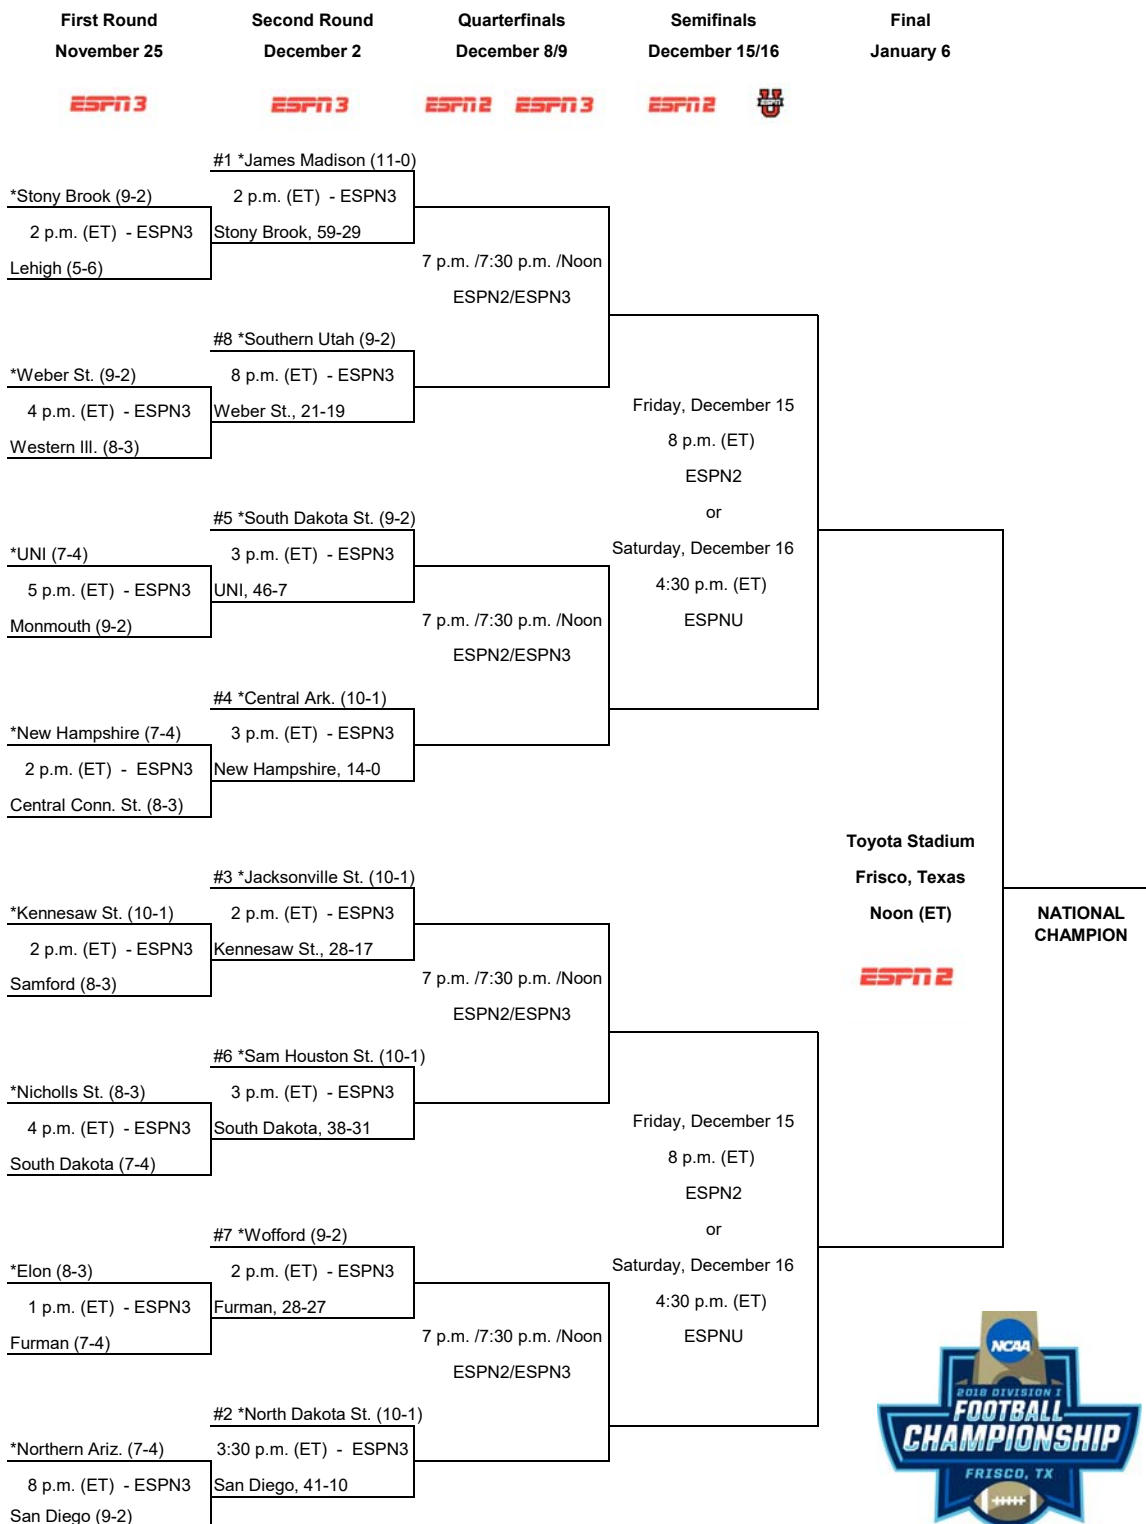 First Round
November 25
ESPN3
Second Round
December 2
ESPN3
Quarterfinals
December 8/9
ESPN2 ESPN3
Semifinals
December 15/16
ESPN2 U ESPN
Final
January 6
*Stony Brook (9-2)
2 p.m. (ET) - ESPN3
Lehigh (5-6)
*Weber St. (9-2)
4 p.m. (ET) - ESPN3
Western Ill. (8-3)
*UNI (7-4)
5 p.m. (ET) - ESPN3
Monmouth (9-2)
*New Hampshire (7-4)
2 p.m. (ET) - ESPN3
Central Conn. St. (8-3)
*Kennesaw St. (10-1)
2 p.m. (ET) - ESPN3
Samford (8-3)
*Nicholls St. (8-3)
4 p.m. (ET) - ESPN3
South Dakota (7-4)
*Elon (8-3)
1 p.m. (ET) - ESPN3
Furman (7-4)
*Northern Ariz. (7-4)
8 p.m. (ET) - ESPN3
San Diego (9-2)
#1 *James Madison (11-0)
2 p.m. (ET) - ESPN3
Stony Brook, 59-29
#8 *Southern Utah (9-2)
8 p.m. (ET) - ESPN3
Weber St., 21-19
#5 *South Dakota St. (9-2)
3 p.m. (ET) - ESPN3
UNI, 46-7
#4 *Central Ark. (10-1)
3 p.m. (ET) - ESPN3
New Hampshire, 14-0
#3 *Jacksonville St. (10-1)
2 p.m. (ET) - ESPN3
Kennesaw St., 28-17
#6 *Sam Houston St. (10-1)
3 p.m. (ET) - ESPN3
South Dakota, 38-31
#7 *Wofford (9-2)
2 p.m. (ET) - ESPN3
Furman, 28-27
#2 *North Dakota St. (10-1)
3:30 p.m. (ET) - ESPN3
San Diego, 41-10
7 p.m. /7:30 p.m. /Noon
ESPN2/ESPN3
7 p.m. /7:30 p.m. /Noon
ESPN2/ESPN3
7 p.m. /7:30 p.m. /Noon
ESPN2/ESPN3
7 p.m. /7:30 p.m. /Noon
ESPN2/ESPN3
Friday, December 15
8 p.m. (ET)
ESPN2
or
Saturday, December 16
4:30 p.m. (ET)
ESPNU
Friday, December 15
8 p.m. (ET)
ESPN2
or
Saturday, December 16
4:30 p.m. (ET)
ESPNU
Toyota Stadium
Frisco, Texas
Noon (ET)
ESPN2
NATIONAL
CHAMPION
NCAA
2018 DIVISION I
FOOTBALL
CHAMPIONSHIP
FRISCO, TX